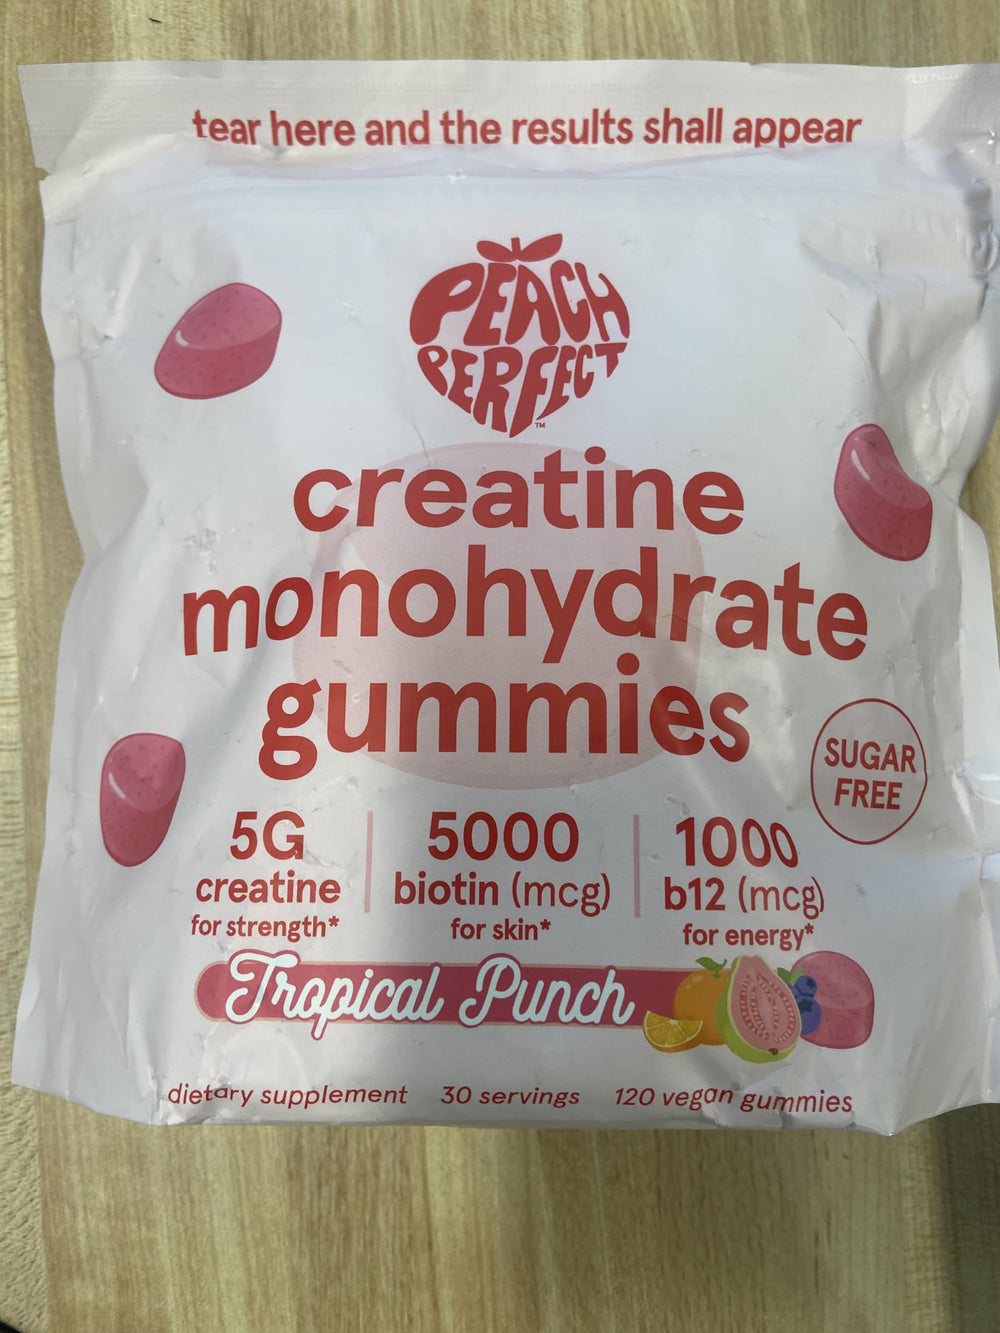 tear here and the results shall appear
PEACH
PERFECT
TM
creatine
monohydrate
gummies
SUGAR
FREE
5G
creatine
for strength*
5000
biotin (mcg)
for skin*
1000
b12 (mcg)
for energy*
Tropical Punch
dietary supplement 30 servings 120 vegan gummies